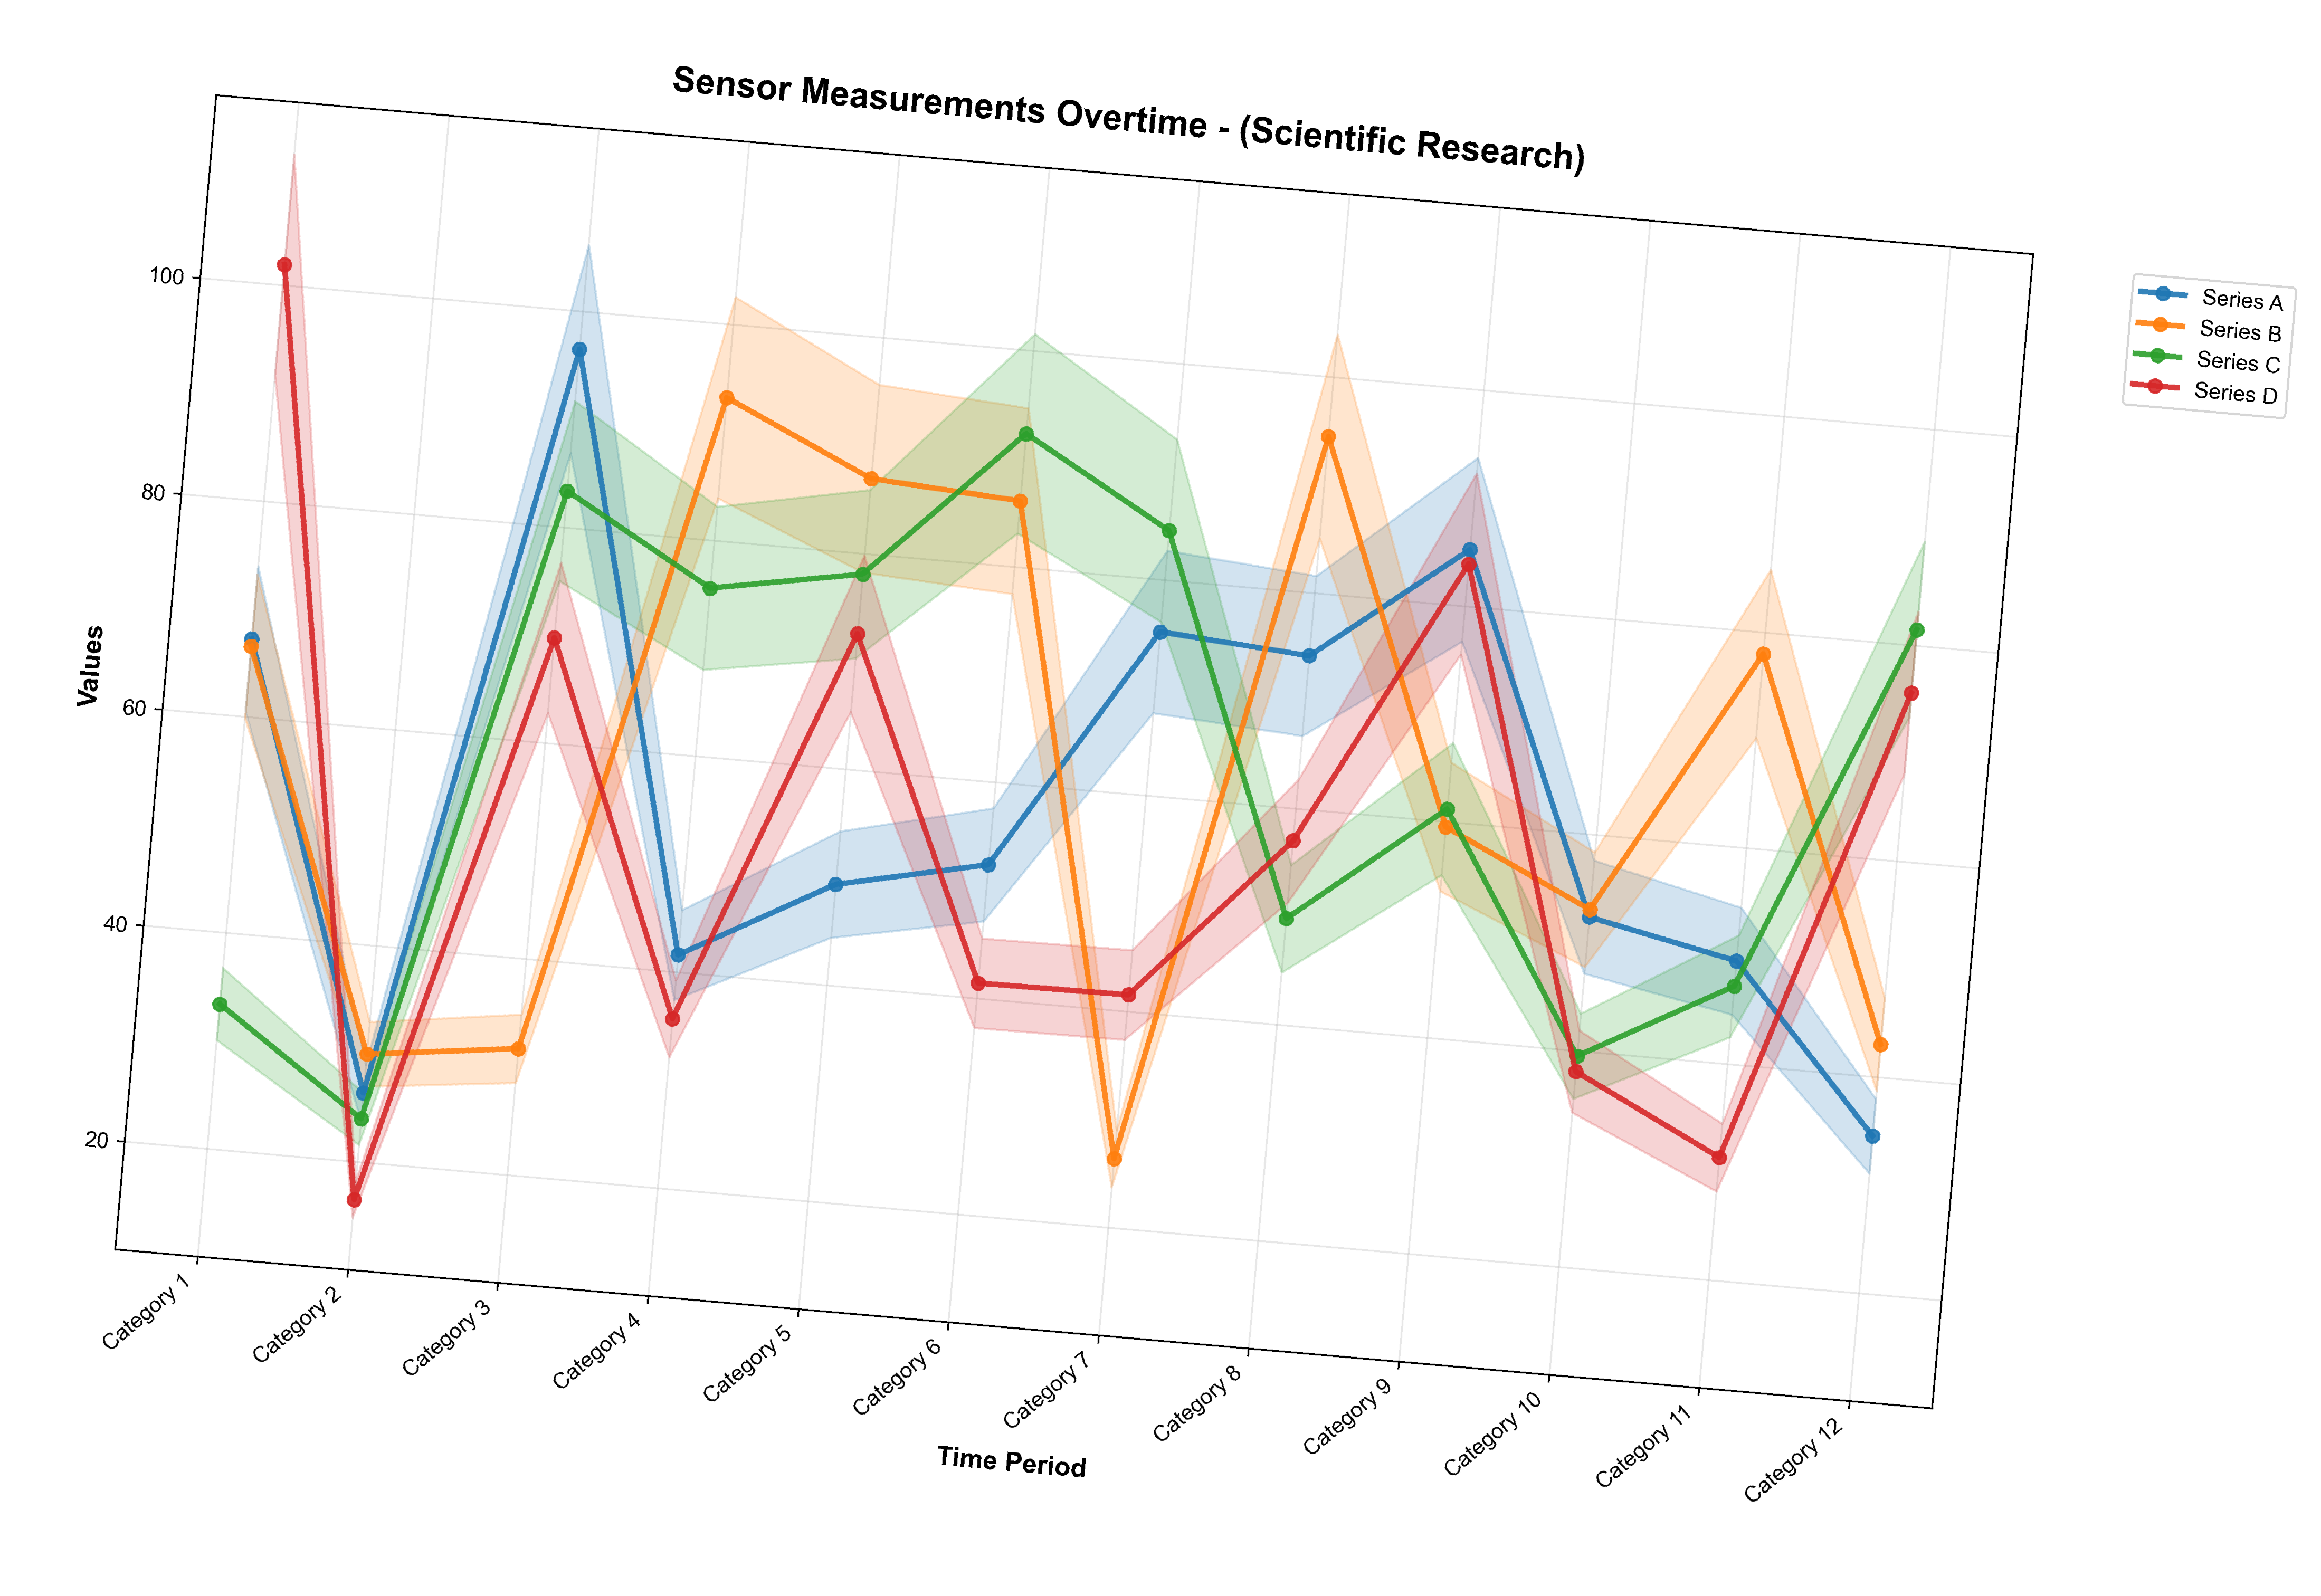 Sensor Measurements Overtime - (Scientific Research)
Values
100
80
60
40
20
Category 1
Category 2
Category 3
Category 4
Category 5
Category 6
Category 7
Category 8
Category 9
Category 10
Category 11
Category 12
Time Period
Series A
Series B
Series C
Series D